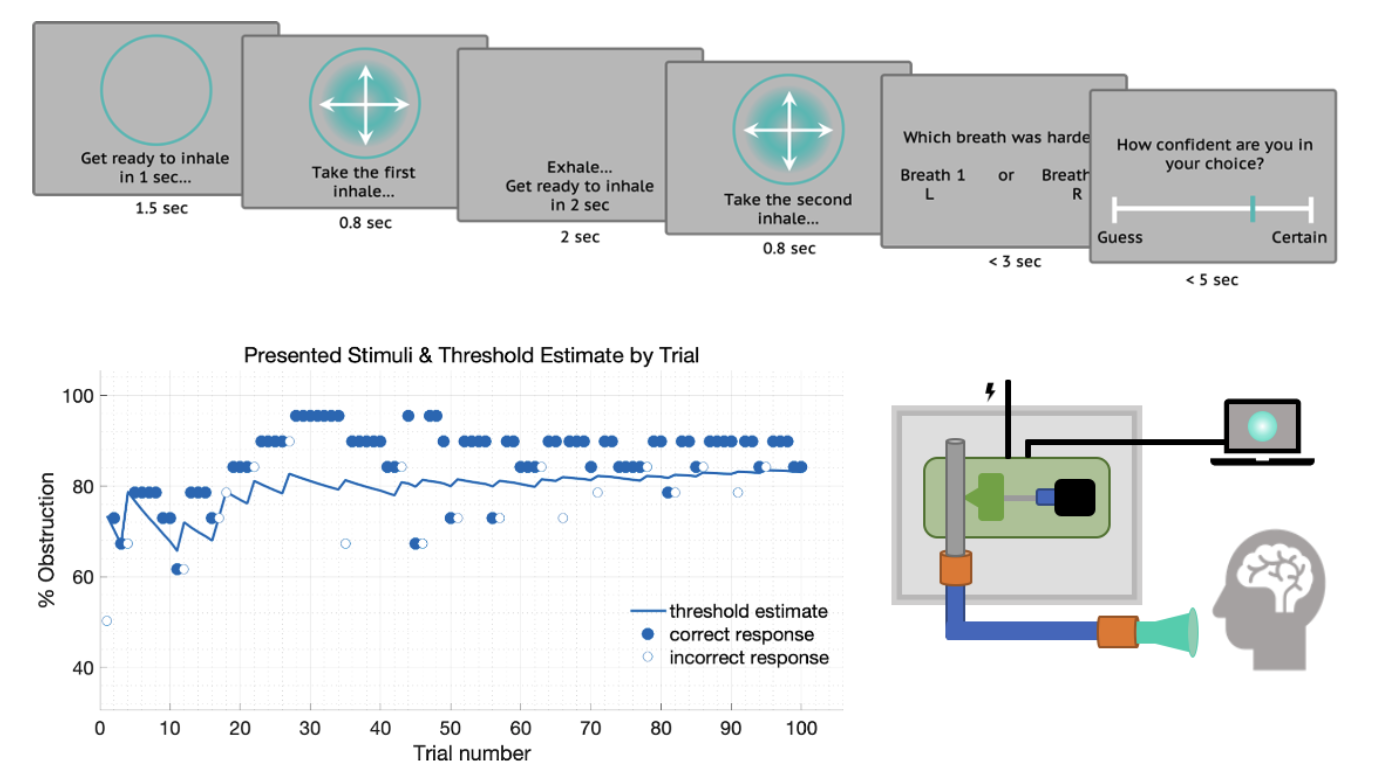 Get ready to inhale
in 1 sec...
1.5 sec
Take the first
inhale...
0.8 sec
Exhale...
Get ready to inhale
in 2 sec
2 sec
Take the second
inhale...
0.8 sec
Which breath was harde
Breath 1 or Breath
L R
< 3 sec
How confident are you in
your choice?
Guess Certain
< 5 sec
Presented Stimuli & Threshold Estimate by Trial
% Obstruction
100
80
60
40
threshold estimate
correct response
incorrect response
0 10 20 30 40 50 60 70 80 90 100
Trial number